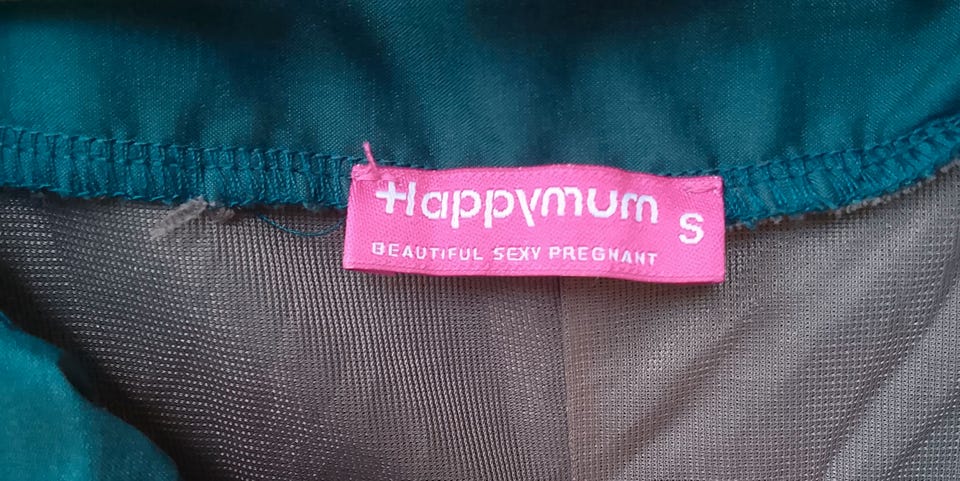 Happymum
S
BEAUTIFUL SEXY PREGNANT